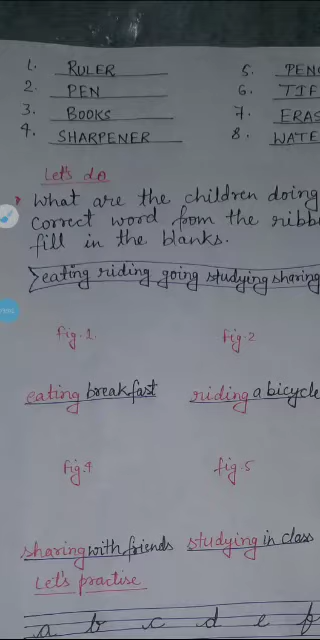 1. RULER 5. PEN
2. PEN 6. TIF
3. BOOKS 7. ERAS
4. SHARPENER 8. WATE
Let's do
What are the children doing
correct word from the ribb
fill in the blanks.
eating riding going studying sharing
fig.1. fig.2
eating breakfast riding a bicycle
fig.4 fig.5
sharing with friends studying in class
Let's practise
a b c d e f